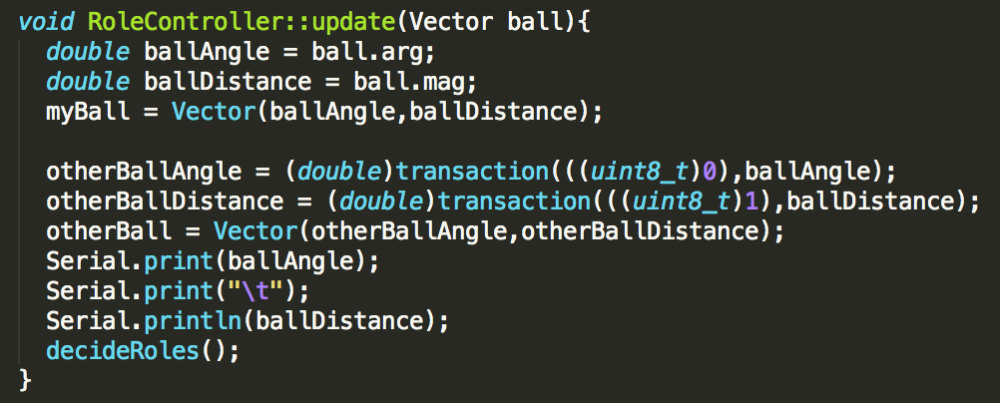 void RoleController::update(Vector ball){
  double ballAngle = ball.arg;
  double ballDistance = ball.mag;
  myBall = Vector(ballAngle,ballDistance);

  otherBallAngle = (double)transaction(((uint8_t)0),ballAngle);
  otherBallDistance = (double)transaction(((uint8_t)1),ballDistance);
  otherBall = Vector(otherBallAngle,otherBallDistance);
  Serial.print(ballAngle);
  Serial.print("\t");
  Serial.println(ballDistance);
  decideRoles();
}